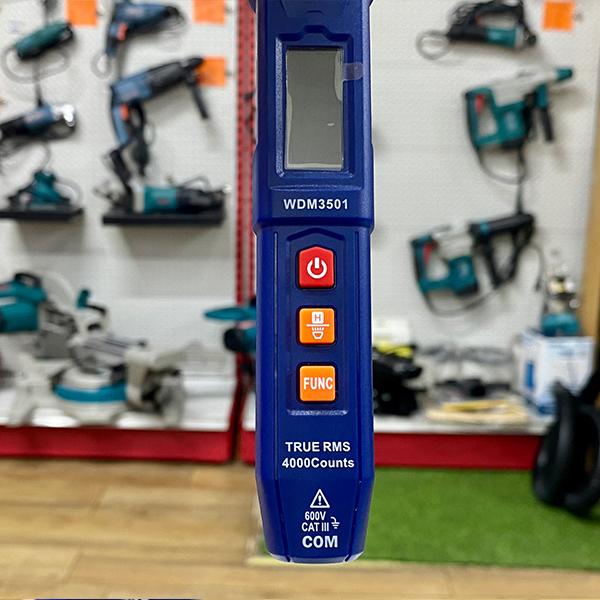 WDM3501
H
FUNC
TRUE RMS
4000Counts
600V
CAT III
COM